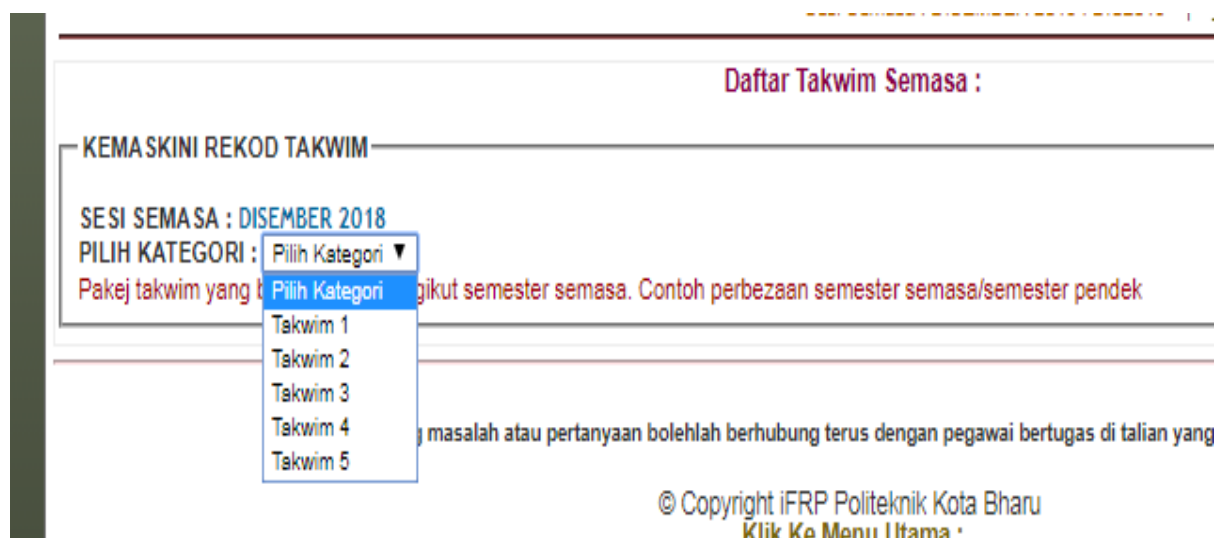 Daftar Takwim Semasa :
KEMASKINI REKOD TAKWIM
SESI SEMASA : DISEMBER 2018
PILIH KATEGORI : Pilih Kategori ▼
Pakej takwim yang gikut semester semasa. Contoh perbezaan semester semasa/semester pendek
Pilih Kategori
Takwim 1
Takwim 2
Takwim 3
Takwim 4
masalah atau pertanyaan bolehlah berhubung terus dengan pegawai bertugas di talian yang
Takwim 5
© Copyright iFRP Politeknik Kota Bharu
Klik Ke Menu Utama :